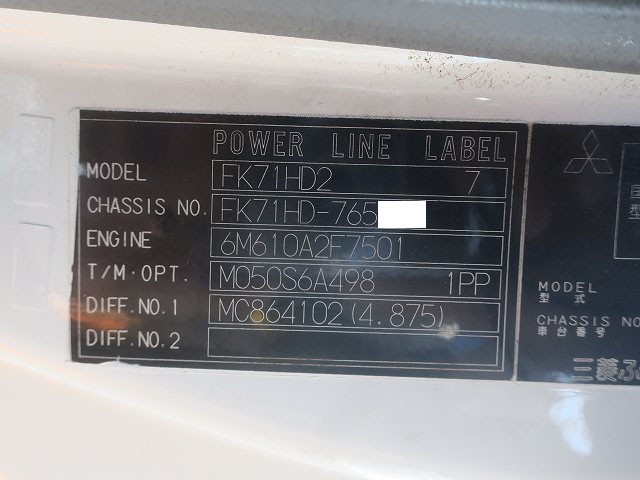 POWER LINE LABEL
MODEL FK71HD2 7
CHASSIS NO. FK71HD-765
ENGINE 6M610A2F7501
T/M·OPT. M050S6A498 1PP
DIFF.NO.1 MC864102(4.875)
DIFF.NO.2
MODEL
型式
CHASSIS NO
車台番号
三菱ふ